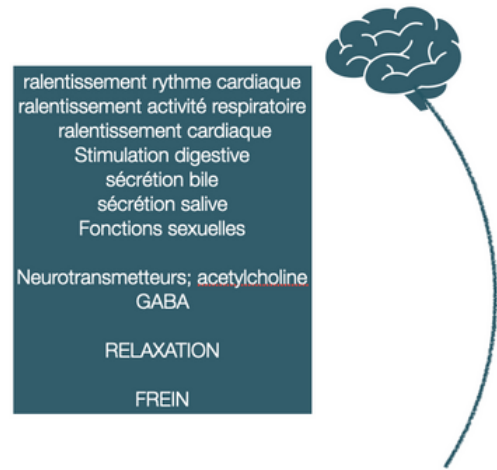 ralentissement rythme cardiaque
ralentissement activité respiratoire
ralentissement cardiaque
Stimulation digestive
sécrétion bile
sécrétion salive
Fonctions sexuelles
Neurotransmetteurs; acetylcholine
GABA
RELAXATION
FREIN